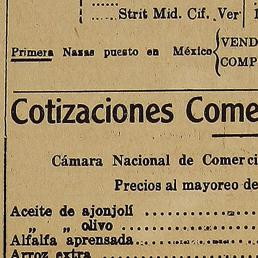 Strit Mid. Cif. Ver
Primera Nazas puesto en México { VEND
COMP
Cotizaciones Come
Cámara Nacional de Comerci
Precios al mayoreo de
Aceite de ajonjolí
„ „ olivo
Alfalfa aprensada
Arroz extra